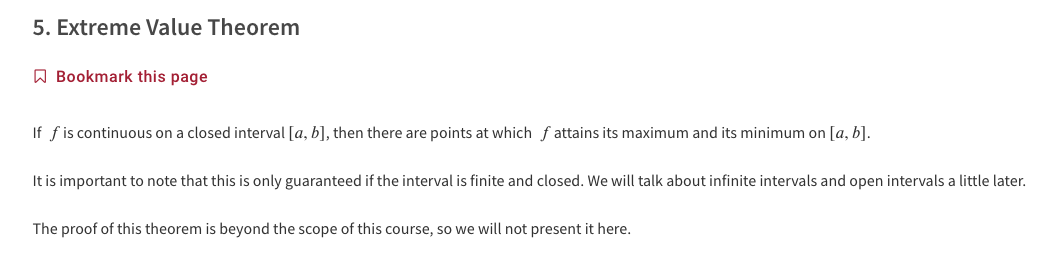 5. Extreme Value Theorem
Bookmark this page
If f is continuous on a closed interval [a, b], then there are points at which f attains its maximum and its minimum on [a, b].
It is important to note that this is only guaranteed if the interval is finite and closed. We will talk about infinite intervals and open intervals a little later.
The proof of this theorem is beyond the scope of this course, so we will not present it here.